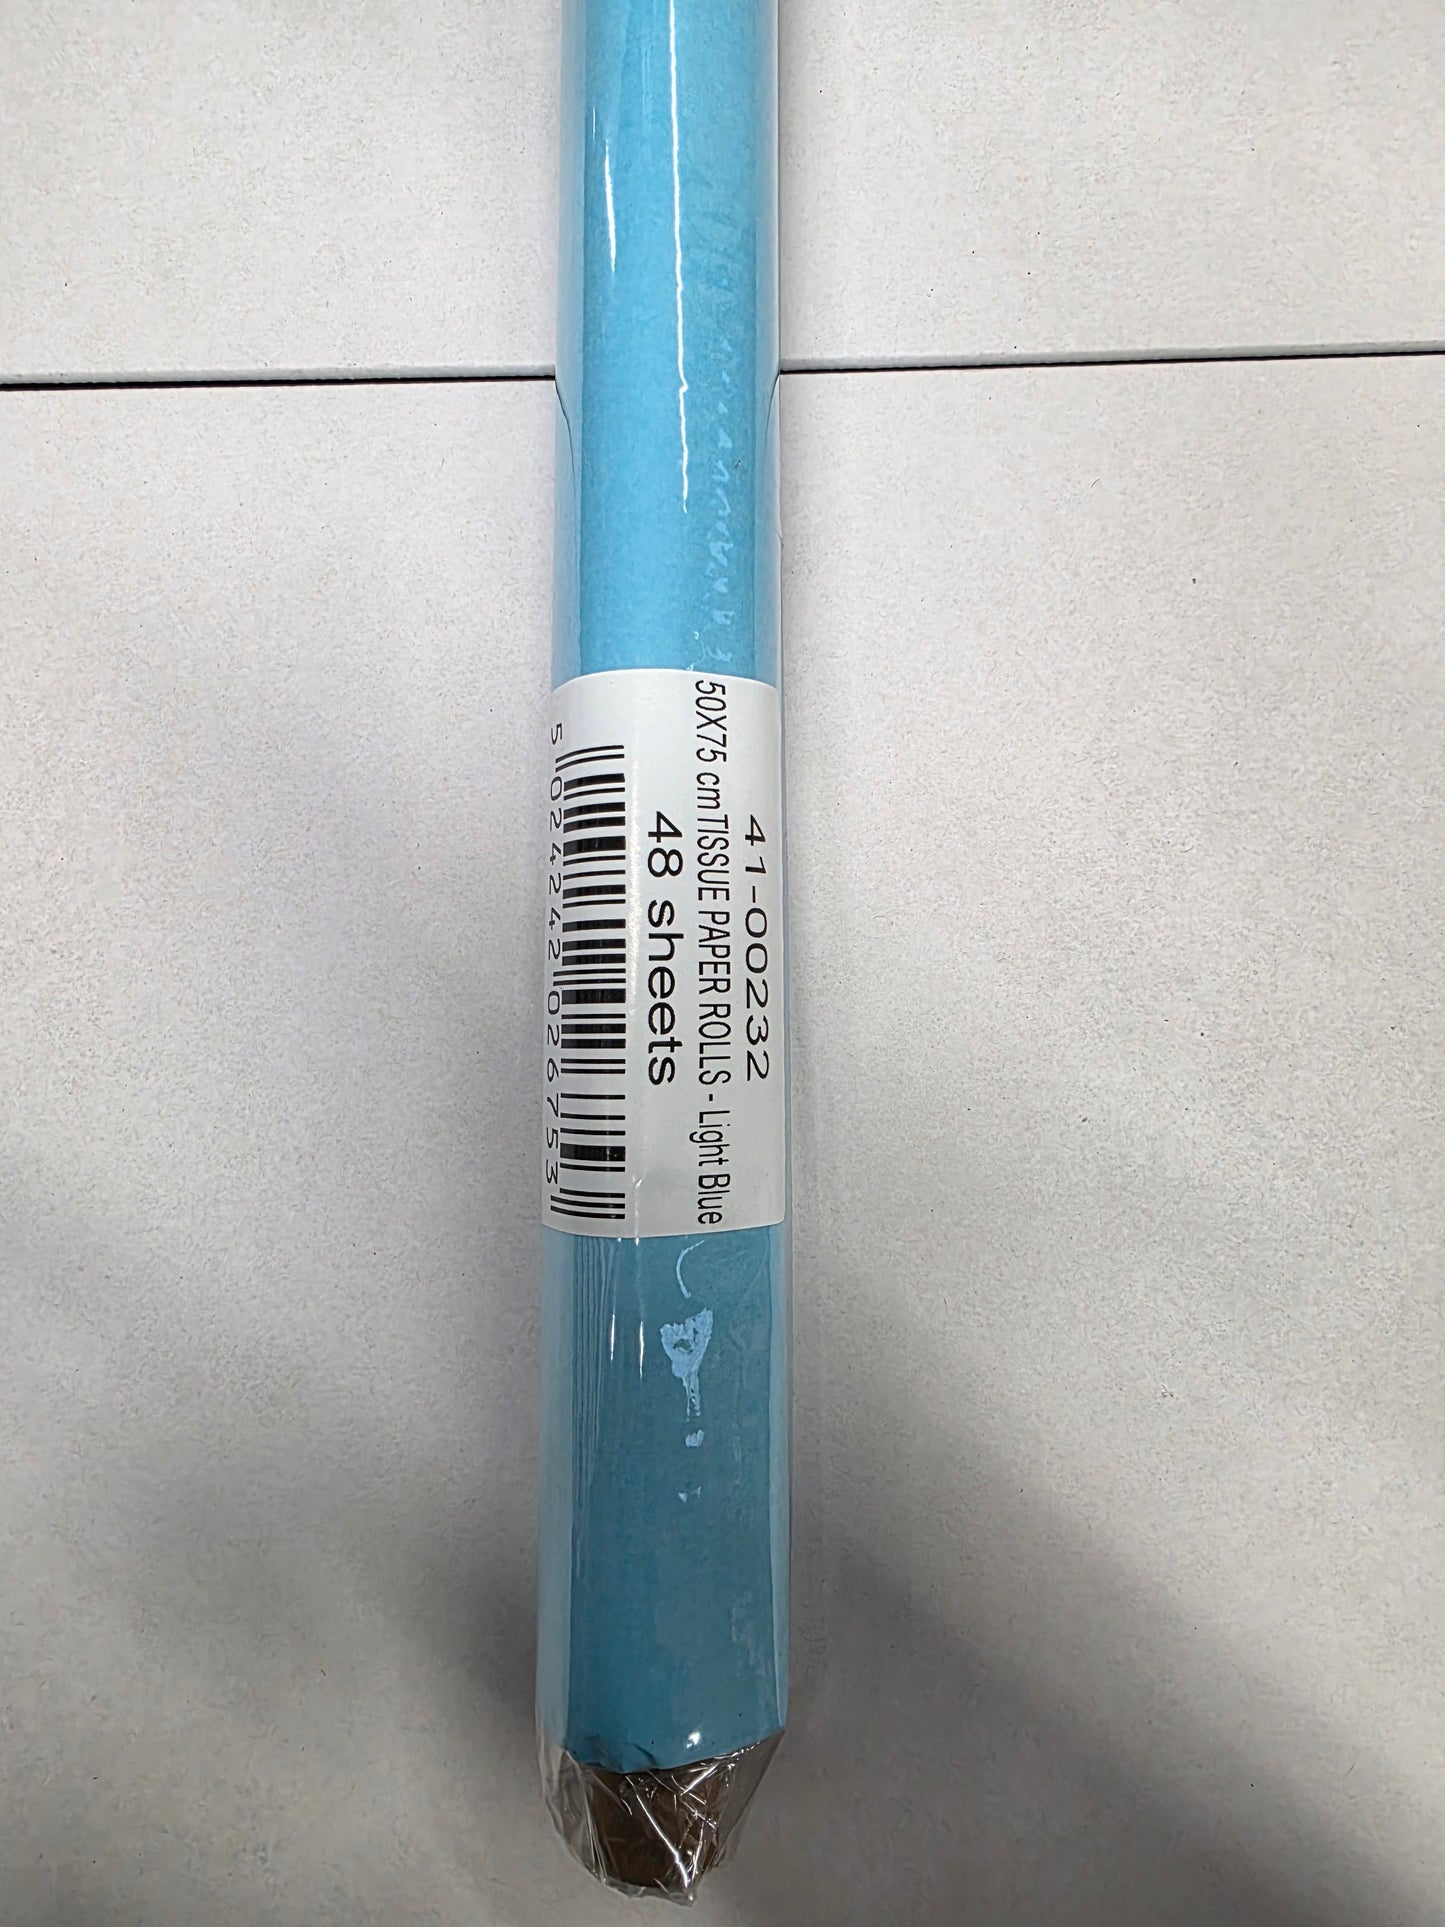 41-00232
50X75 cm TISSUE PAPER ROLLS - Light Blue
48 sheets
5 024242 026753